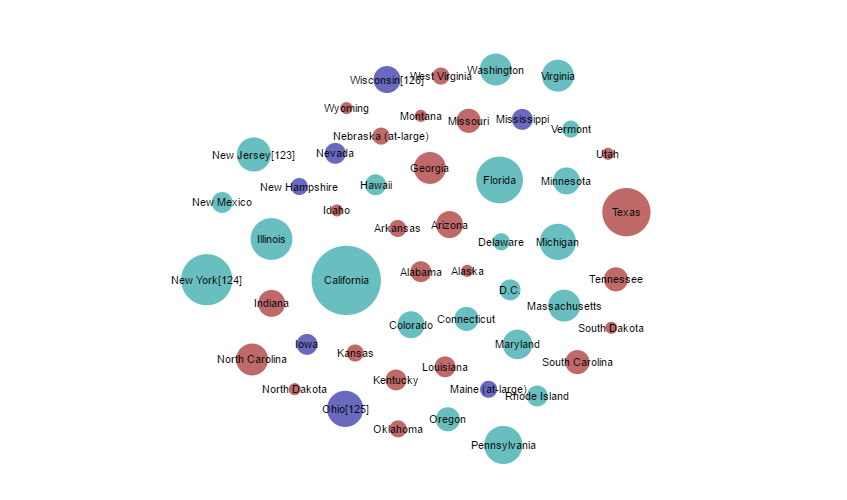 Washington
Virginia
Wisconsin[126]
West Virginia
Wyoming
Montana
Missouri
Mississippi
Vermont
Nebraska (at-large)
New Jersey[123]
Nevada
Utah
Georgia
Florida
Minnesota
New Hampshire
Hawaii
New Mexico
Idaho
Texas
Arkansas
Arizona
Illinois
Delaware
Michigan
New York[124]
California
Alabama
Alaska
Tennessee
D.C.
Indiana
Massachusetts
Colorado
Connecticut
South Dakota
Iowa
Maryland
North Carolina
Kansas
Louisiana
South Carolina
Kentucky
North Dakota
Maine (at-large)
Rhode Island
Ohio[125]
Oregon
Oklahoma
Pennsylvania